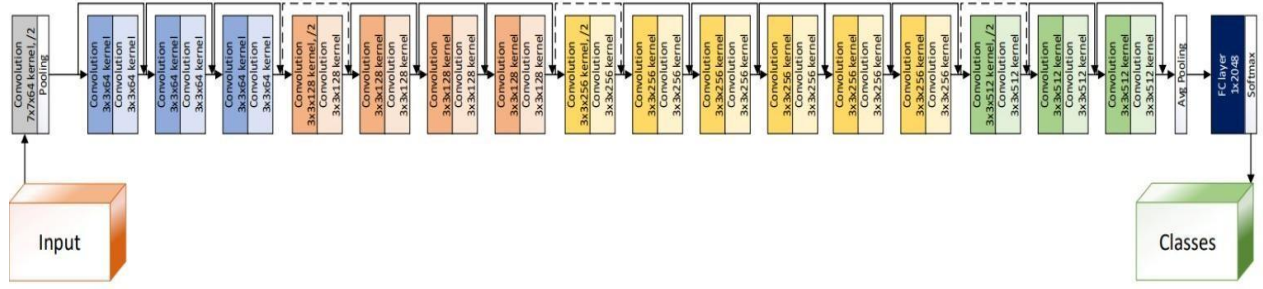 Convolution
7x7x64 kernel, /2
Pooling
Convolution
3x3x64 kernel
Convolution
3x3x64 kernel
Convolution
3x3x64 kernel
Convolution
3x3x64 kernel
Convolution
3x3x64 kernel
Convolution
3x3x64 kernel
Convolution
3x3x128 kernel, /2
Convolution
3x3x128 kernel
Convolution
3x3x128 kernel
Convolution
3x3x128 kernel
Convolution
3x3x128 kernel
Convolution
3x3x128 kernel
Convolution
3x3x128 kernel
Convolution
3x3x128 kernel
Convolution
3x3x256 kernel, /2
Convolution
3x3x256 kernel
Convolution
3x3x256 kernel
Convolution
3x3x256 kernel
Convolution
3x3x256 kernel
Convolution
3x3x256 kernel
Convolution
3x3x256 kernel
Convolution
3x3x256 kernel
Convolution
3x3x256 kernel
Convolution
3x3x256 kernel
Convolution
3x3x256 kernel
Convolution
3x3x256 kernel
Convolution
3x3x512 kernel, /2
Convolution
3x3x512 kernel
Convolution
3x3x512 kernel
Convolution
3x3x512 kernel
Convolution
3x3x512 kernel
Convolution
3x3x512 kernel
Avg. Pooling
FC layer
1x2048
Softmax
Input
Classes